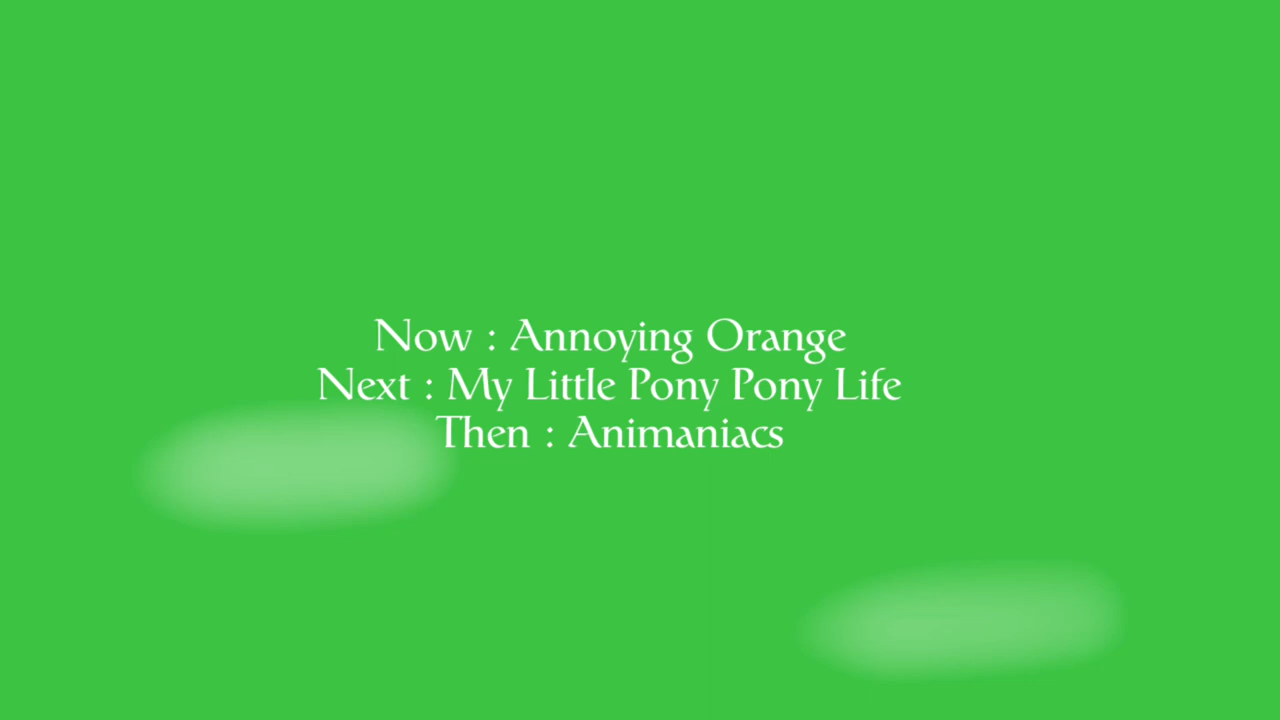 Now : Annoying Orange
Next : My Little Pony Pony Life
Then : Animaniacs